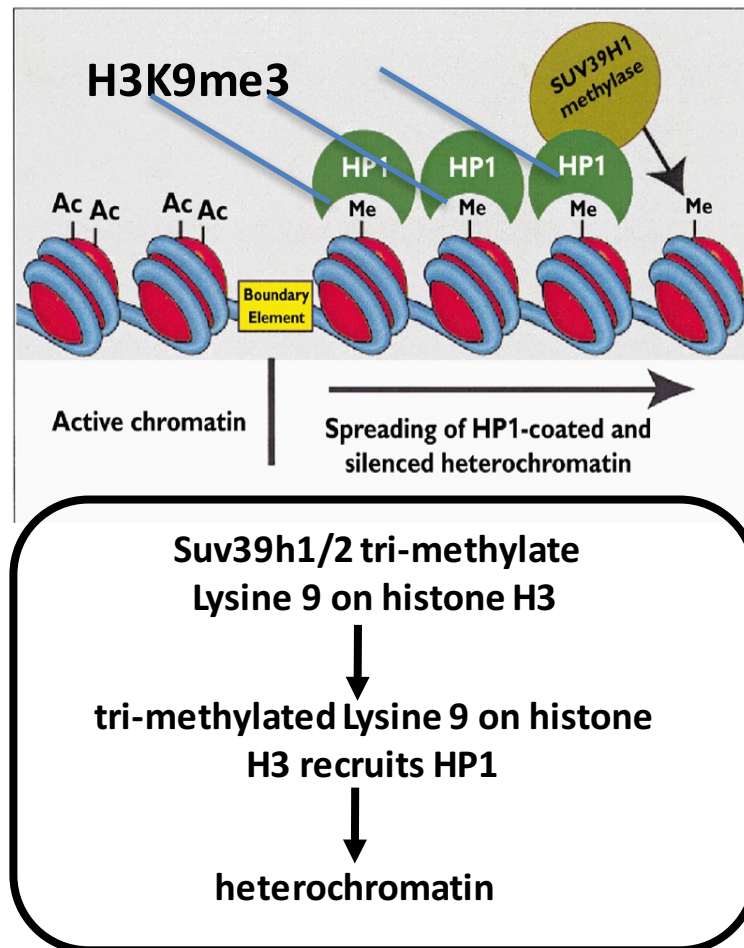 H3K9me3
SUV39H1
methylase
HP1
HP1
HP1
Ac
Ac
Ac
Ac
Me
Me
Me
Me
Boundary
Element
Active chromatin
Spreading of HP1-coated and
silenced heterochromatin
Suv39h1/2 tri-methylate
Lysine 9 on histone H3
tri-methylated Lysine 9 on histone
H3 recruits HP1
heterochromatin